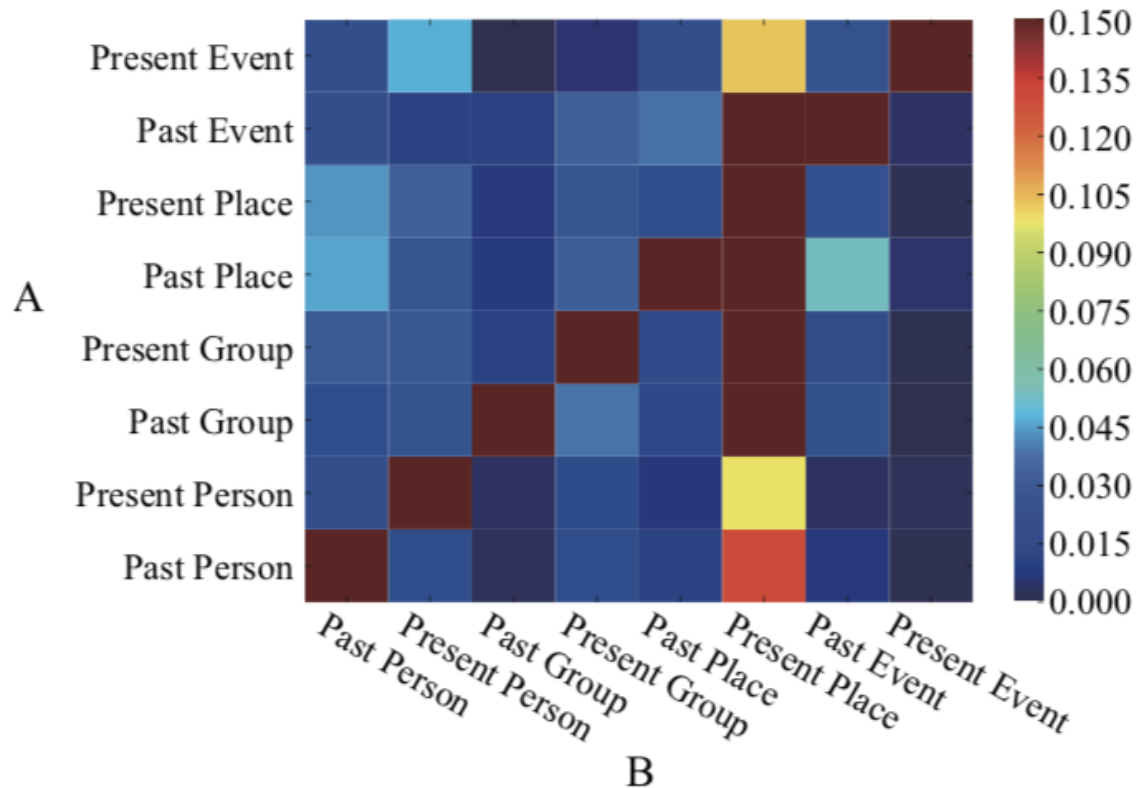 Present Event
Past Event
Present Place
Past Place
Present Group
Past Group
Present Person
Past Person
A
0.150
0.135
0.120
0.105
0.090
0.075
0.060
0.045
0.030
0.015
0.000
Past Person
Present Person
Past Group
Present Group
Past Place
Present Place
Past Event
Present Event
B